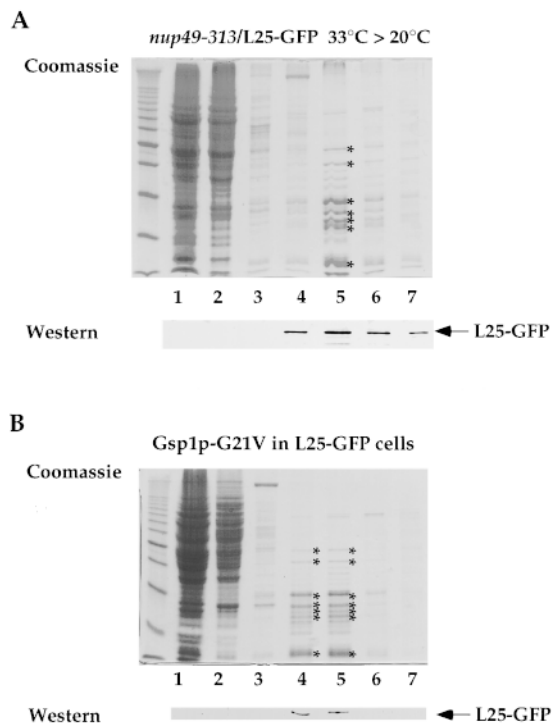 A
nup49-313/L25-GFP 33°C > 20°C
Coomassie
*
*
*
*
*
*
*
1 2 3 4 5 6 7
Western
L25-GFP
B
Gsp1p-G21V in L25-GFP cells
Coomassie
* *
* *
* *
* *
* *
* *
* *
1 2 3 4 5 6 7
Western
L25-GFP